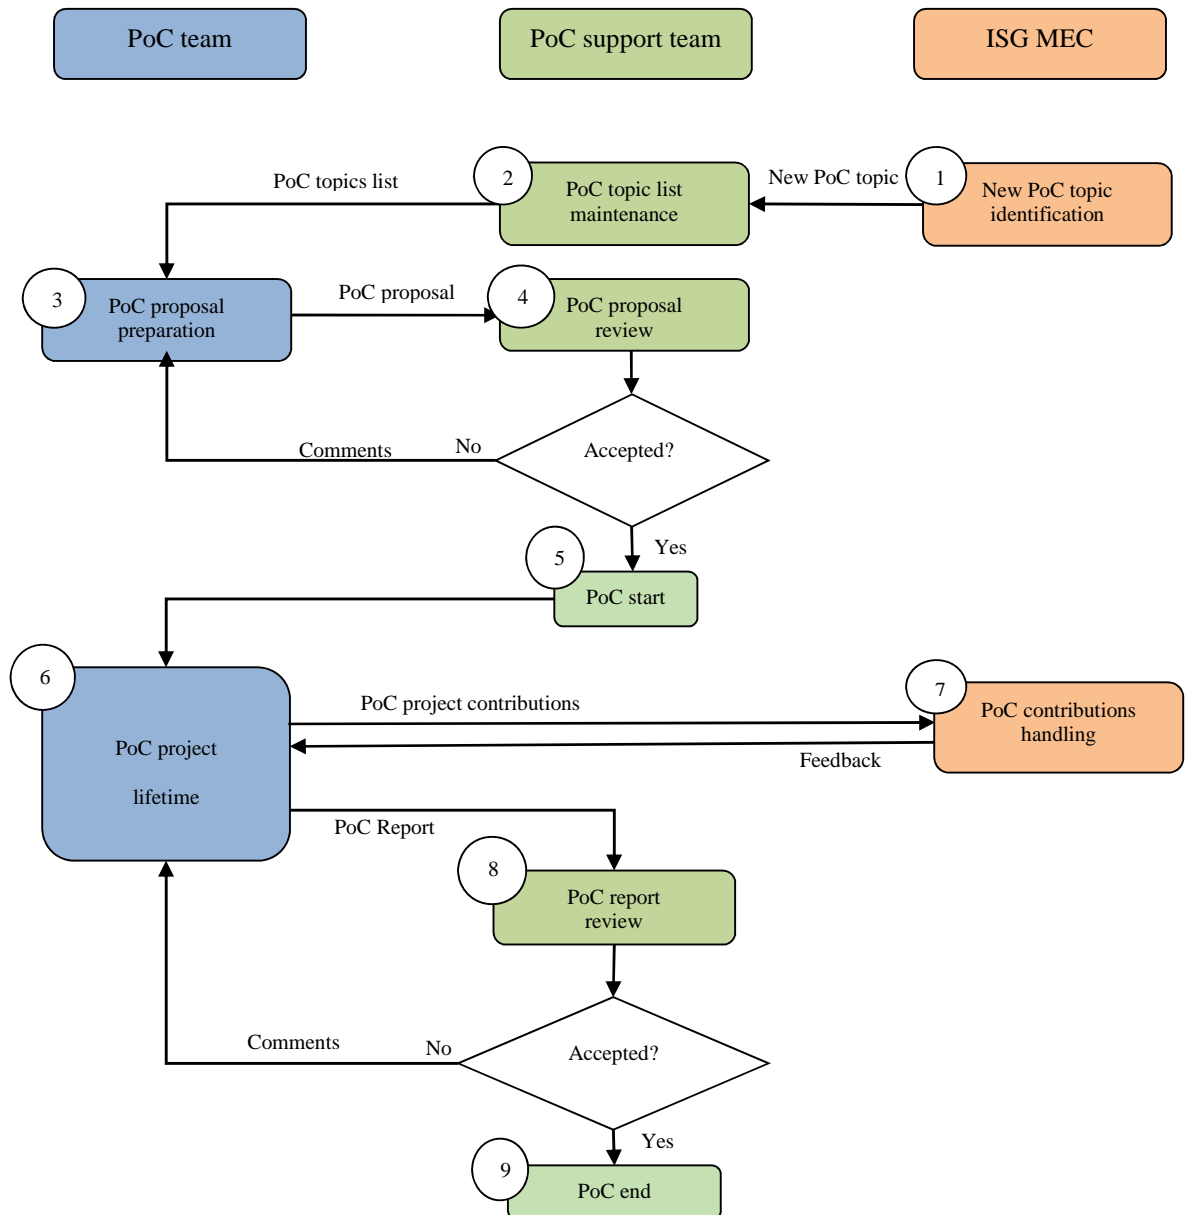 PoC team
PoC support team
ISG MEC
1
New PoC topic
identification
New PoC topic
2
PoC topic list
maintenance
PoC topics list
3
PoC proposal
preparation
PoC proposal
4
PoC proposal
review
Accepted?
No
Comments
Yes
5
PoC start
6
PoC project
lifetime
PoC project contributions
7
PoC contributions
handling
Feedback
PoC Report
8
PoC report
review
Accepted?
No
Comments
Yes
9
PoC end